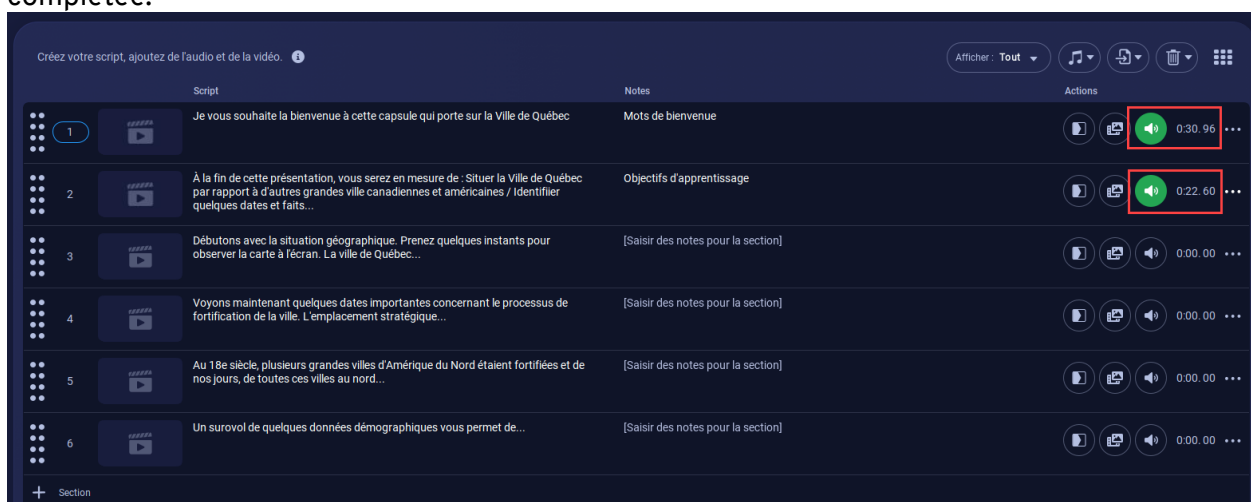 complétée.
Créez votre script, ajoutez de l'audio et de la vidéo.
Afficher : Tout
Script Notes Actions
1 Je vous souhaite la bienvenue à cette capsule qui porte sur la Ville de Québec Mots de bienvenue 0:30.96
2 À la fin de cette présentation, vous serez en mesure de : Situer la Ville de Québec
par rapport à d'autres grandes ville canadiennes et américaines / Identifiier
quelques dates et faits...
Objectifs d'apprentissage 0:22.60
3 Débutons avec la situation géographique. Prenez quelques instants pour
observer la carte à l'écran. La ville de Québec...
[Saisir des notes pour la section] 0:00.00
4 Voyons maintenant quelques dates importantes concernant le processus de
fortification de la ville. L'emplacement stratégique...
[Saisir des notes pour la section] 0:00.00
5 Au 18e siècle, plusieurs grandes villes d'Amérique du Nord étaient fortifiées et de
nos jours, de toutes ces villes au nord...
[Saisir des notes pour la section] 0:00.00
6 Un surovol de quelques données démographiques vous permet de... [Saisir des notes pour la section] 0:00.00
+ Section